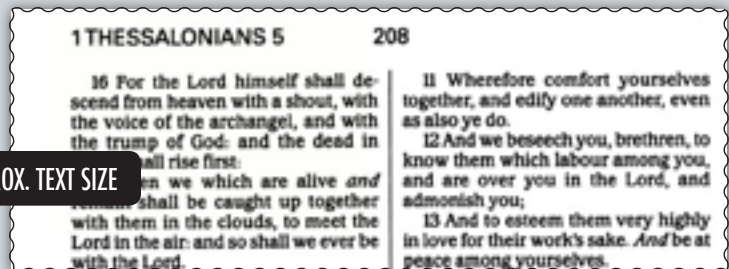 1 THESSALONIANS 5
208
16 For the Lord himself shall de-
scend from heaven with a shout, with
the voice of the archangel, and with
the trump of God: and the dead in
all rise first:
en we which are alive and
remain shall be caught up together
with them in the clouds, to meet the
Lord in the air: and so shall we ever be
with the Lord.
11 Wherefore comfort yourselves
together, and edify one another, even
as also ye do.
12 And we beseech you, brethren, to
know them which labour among you,
and are over you in the Lord, and
admonish you;
13 And to esteem them very highly
in love for their work's sake. And be at
peace among yourselves.
OX. TEXT SIZE